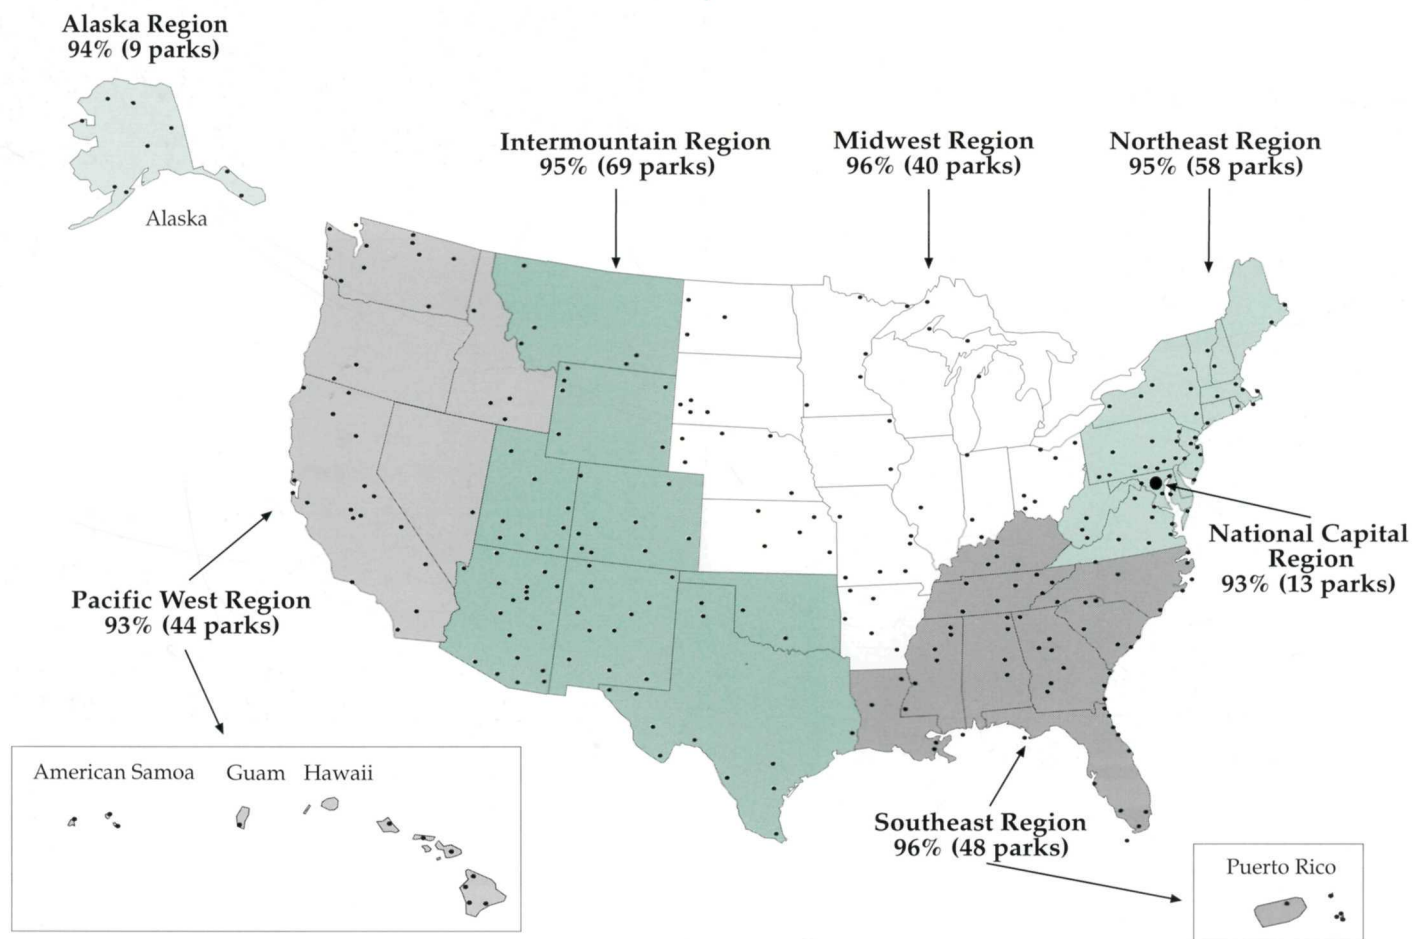 Alaska Region
94% (9 parks)
Alaska
Intermountain Region
95% (69 parks)
Midwest Region
96% (40 parks)
Northeast Region
95% (58 parks)
National Capital
Region
93% (13 parks)
Pacific West Region
93% (44 parks)
American Samoa
Guam
Hawaii
Southeast Region
96% (48 parks)
Puerto Rico